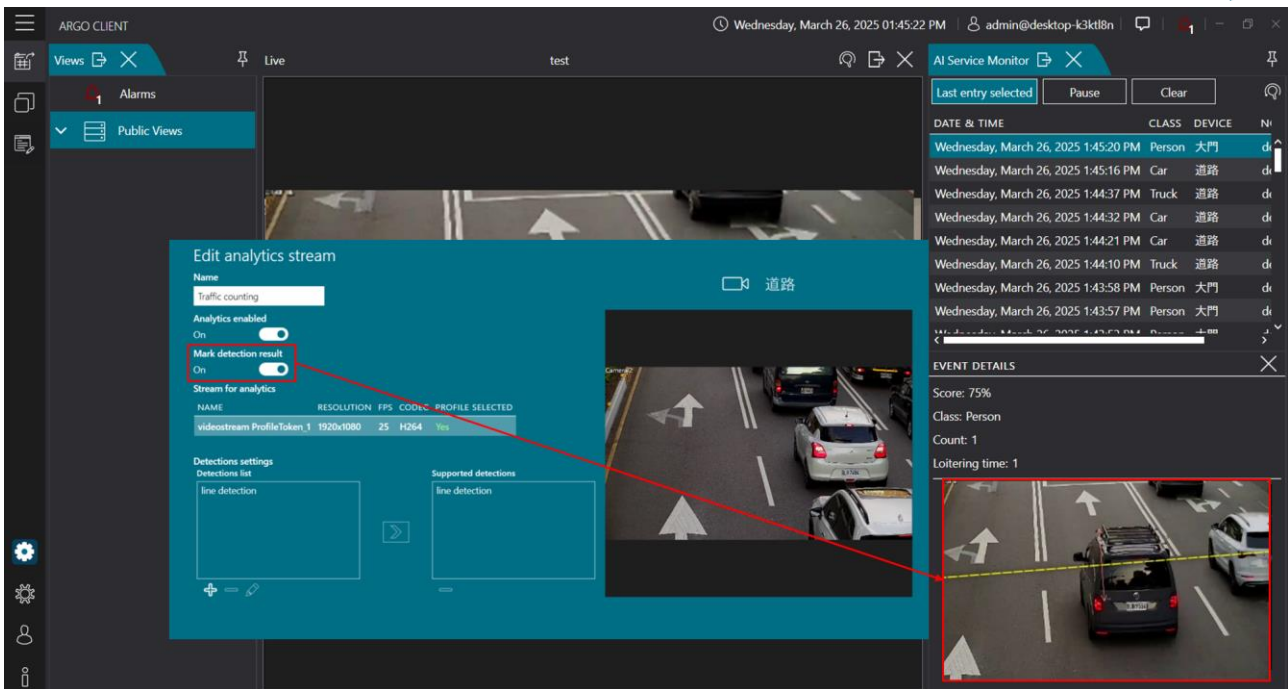 ARGO CLIENT
Wednesday, March 26, 2025 01:45:22 PM
admin@desktop-k3ktl8n
1
Views
Live
test
AI Service Monitor
1
Alarms
Public Views
Last entry selected
Pause
Clear
DATE & TIME CLASS DEVICE
Wednesday, March 26, 2025 1:45:20 PM Person 大門
Wednesday, March 26, 2025 1:45:16 PM Car 道路
Wednesday, March 26, 2025 1:44:37 PM Truck 道路
Wednesday, March 26, 2025 1:44:32 PM Car 道路
Wednesday, March 26, 2025 1:44:21 PM Car 道路
Wednesday, March 26, 2025 1:44:10 PM Truck 道路
Wednesday, March 26, 2025 1:43:58 PM Person 大門
Wednesday, March 26, 2025 1:43:57 PM Person 大門
EVENT DETAILS
Score: 75%
Class: Person
Count: 1
Loitering time: 1
Edit analytics stream
Name
Traffic counting
Analytics enabled
On
Mark detection result
On
Stream for analytics
NAME RESOLUTION FPS CODEC PROFILE SELECTED
videostream ProfileToken_1 1920x1080 25 H264 Yes
Detections settings
Detections list
line detection
Supported detections
line detection
道路